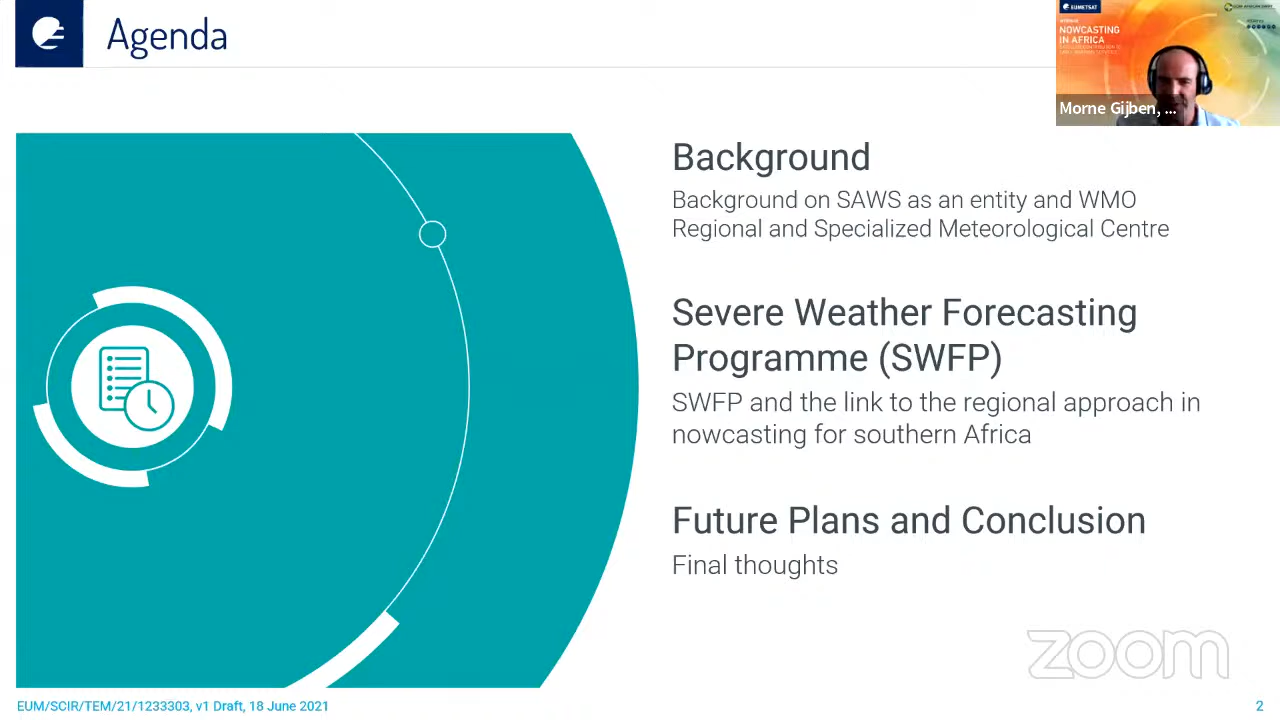 Agenda
EUMETSAT
NOWCASTING
IN AFRICA
Morne Gijben, ...
Background
Background on SAWS as an entity and WMO
Regional and Specialized Meteorological Centre
Severe Weather Forecasting
Programme (SWFP)
SWFP and the link to the regional approach in
nowcasting for southern Africa
Future Plans and Conclusion
Final thoughts
zoom
EUM/SCIR/TEM/21/1233303, v1 Draft, 18 June 2021
2